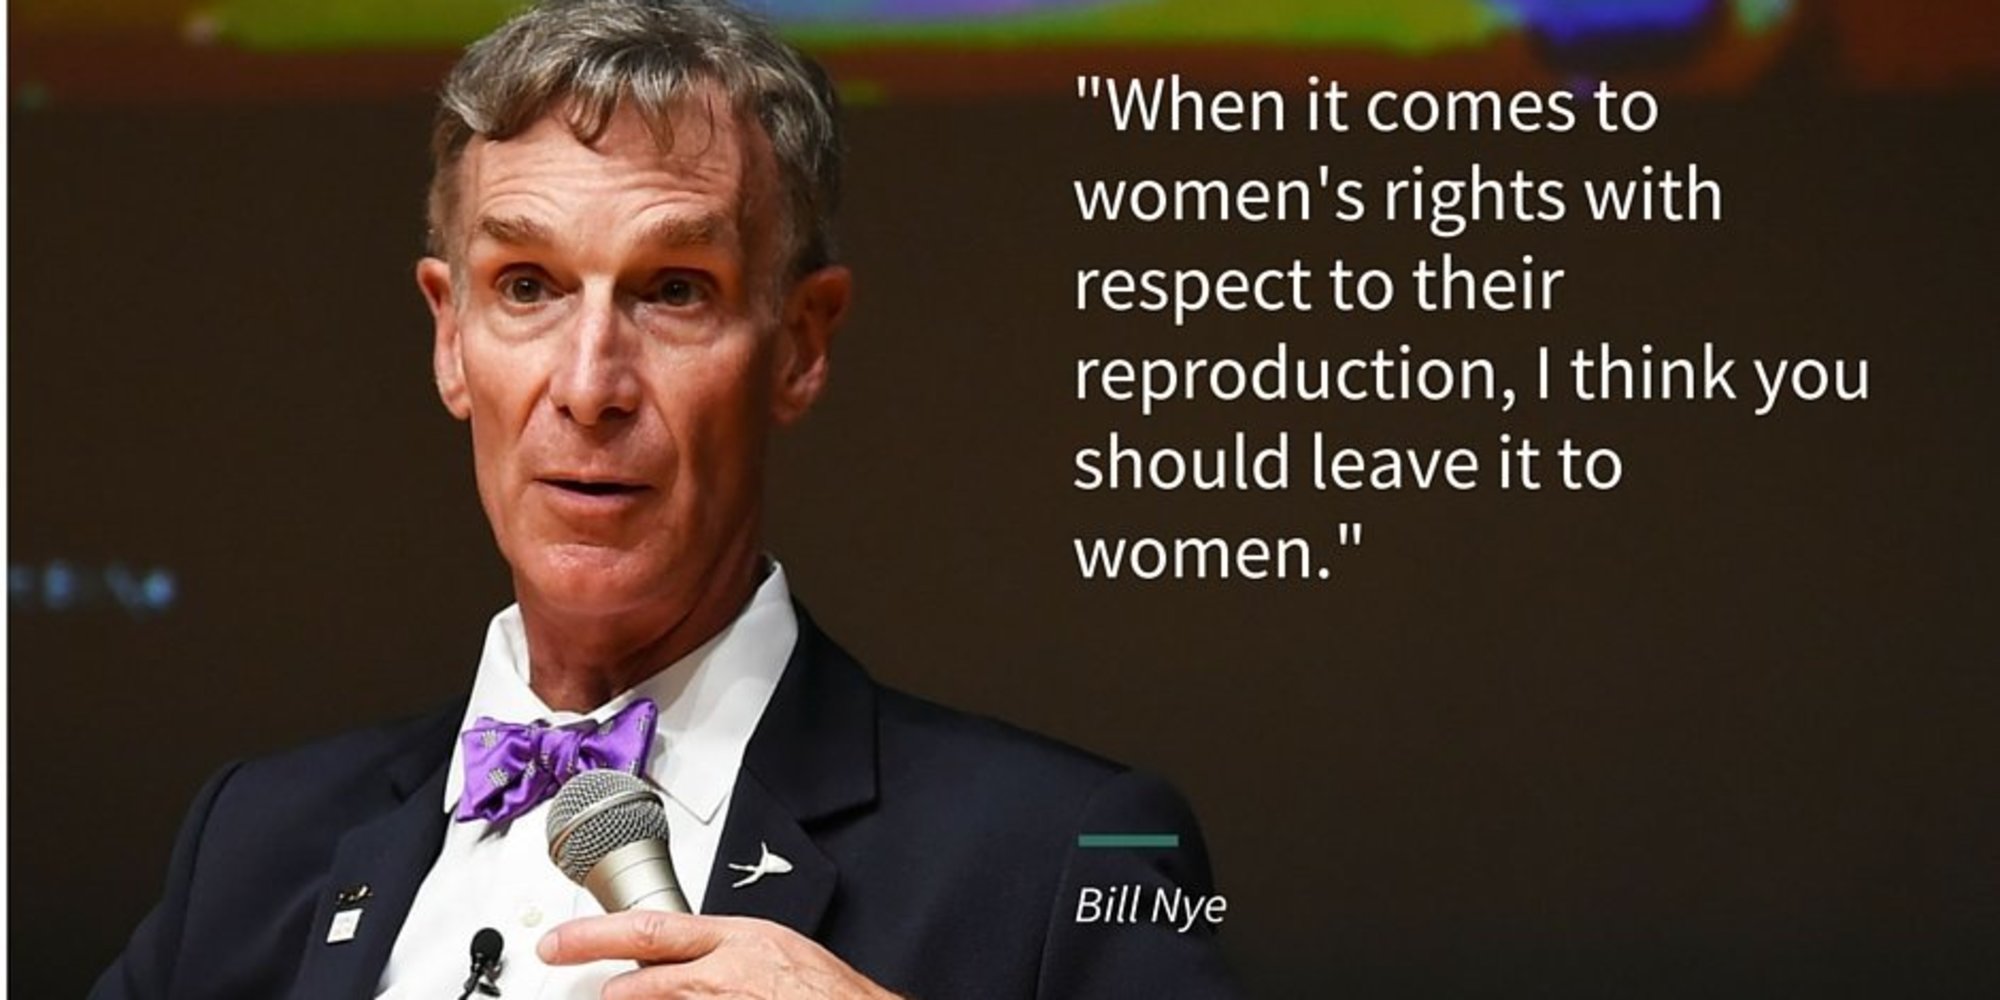 "When it comes to
women's rights with
respect to their
reproduction, I think you
should leave it to
women."
Bill Nye